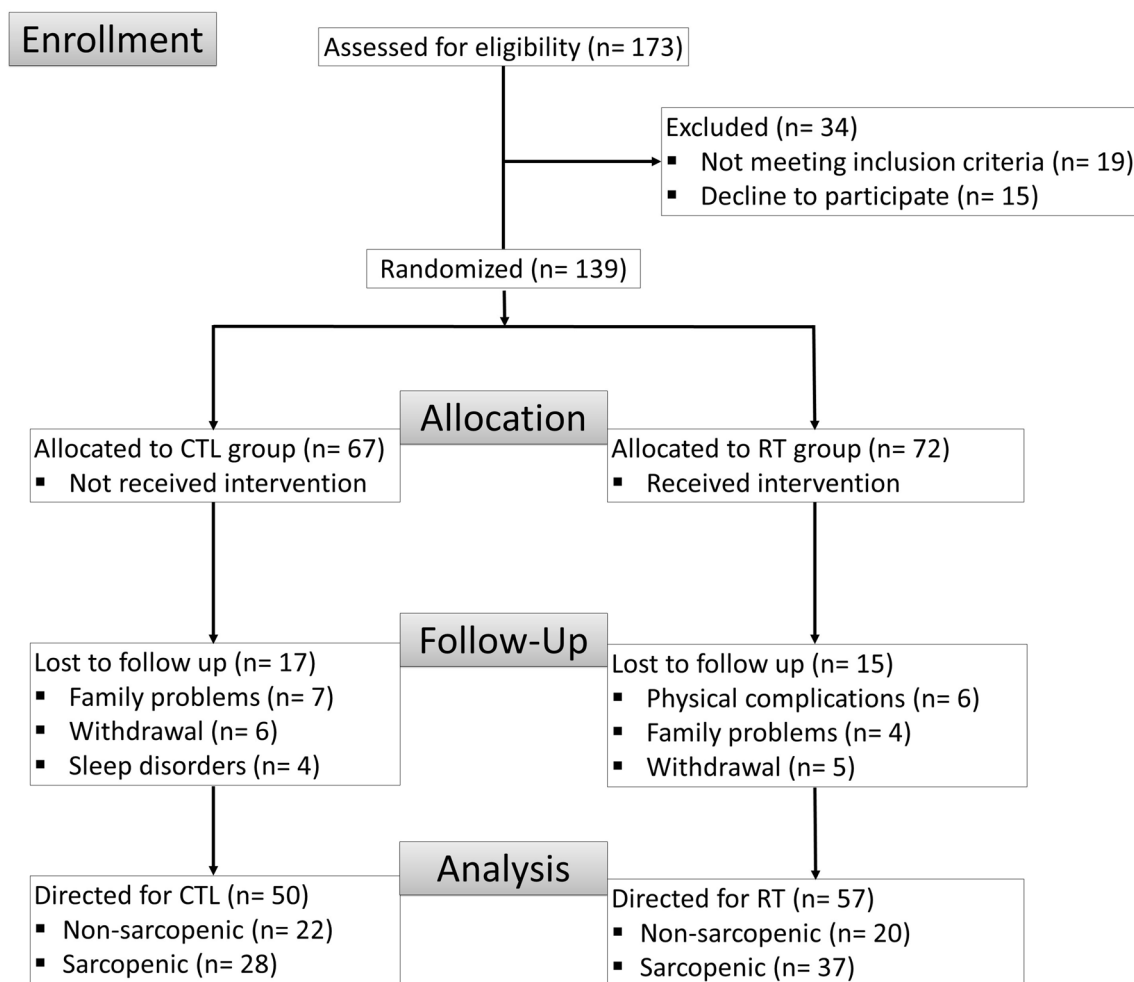 Enrollment
Assessed for eligibility (n= 173)
Excluded (n= 34)
▪ Not meeting inclusion criteria (n= 19)
▪ Decline to participate (n= 15)
Randomized (n= 139)
Allocation
Allocated to CTL group (n= 67)
▪ Not received intervention
Allocated to RT group (n= 72)
▪ Received intervention
Follow-Up
Lost to follow up (n= 17)
▪ Family problems (n= 7)
▪ Withdrawal (n= 6)
▪ Sleep disorders (n= 4)
Lost to follow up (n= 15)
▪ Physical complications (n= 6)
▪ Family problems (n= 4)
▪ Withdrawal (n= 5)
Analysis
Directed for CTL (n= 50)
▪ Non-sarcopenic (n= 22)
▪ Sarcopenic (n= 28)
Directed for RT (n= 57)
▪ Non-sarcopenic (n= 20)
▪ Sarcopenic (n= 37)